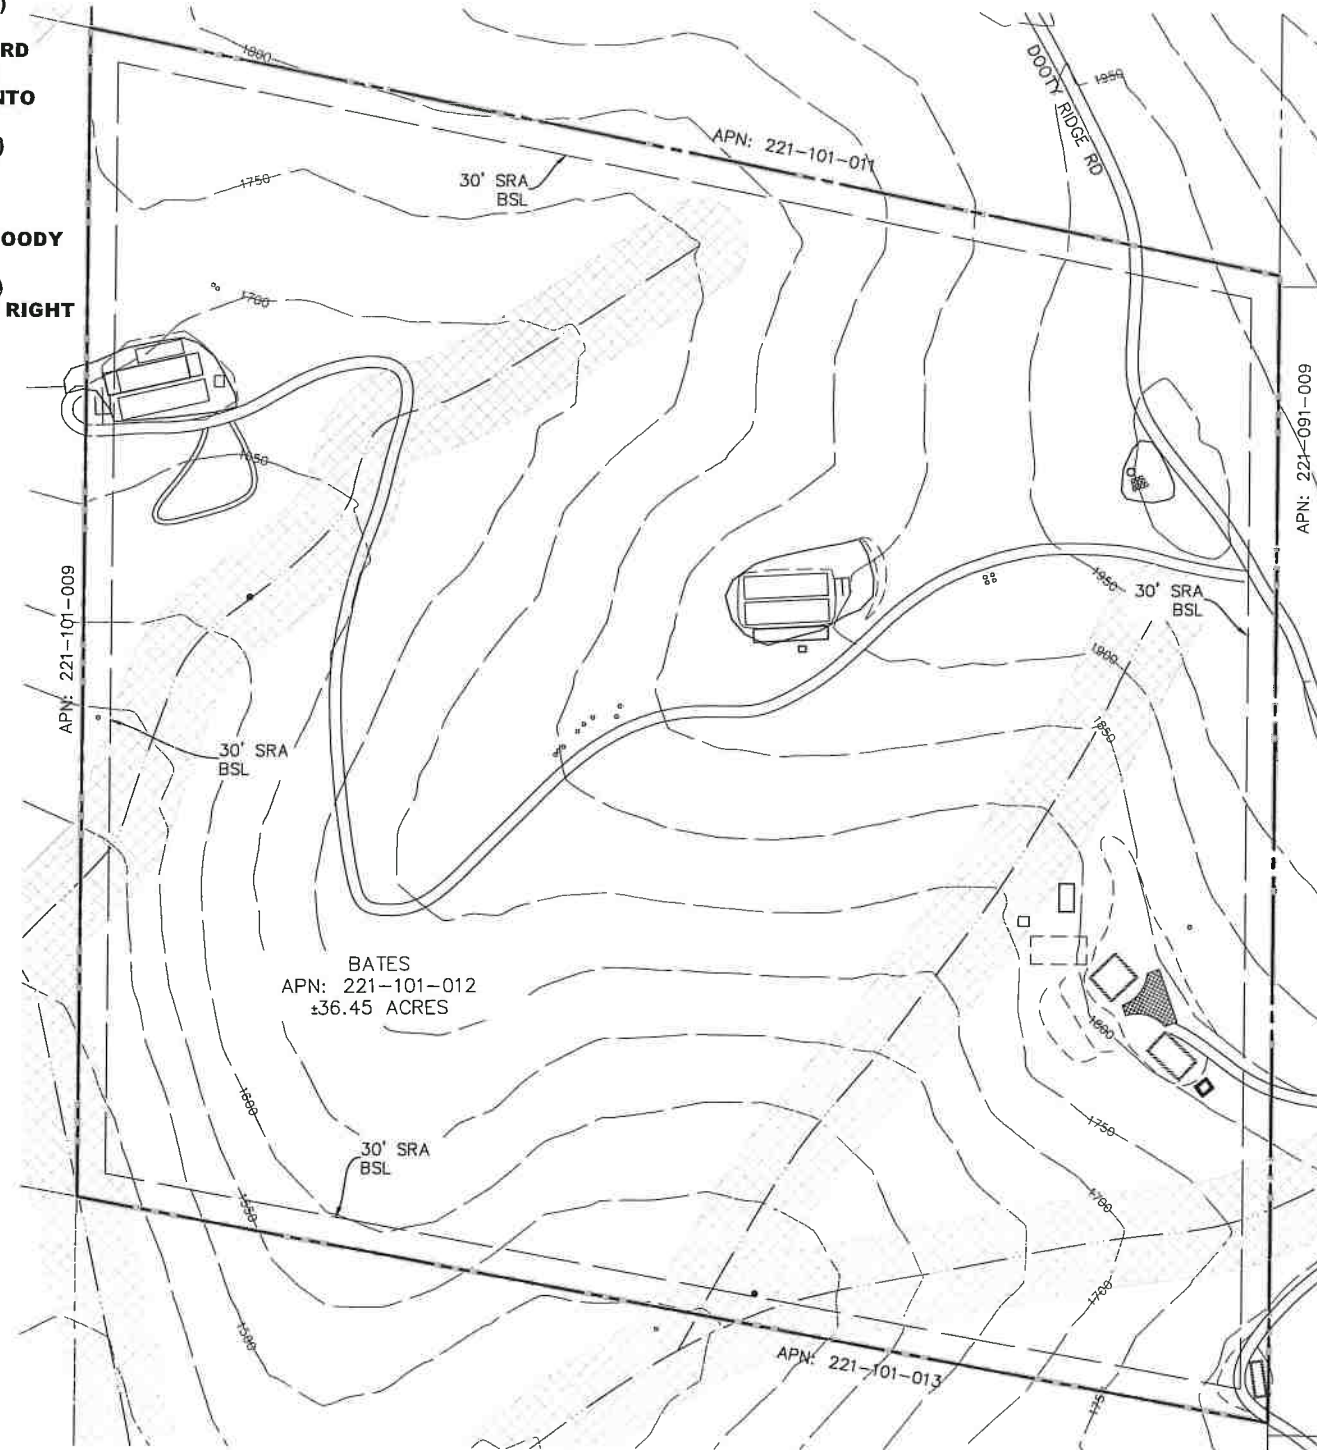 )
RD
NTO
)
OODY
)
RIGHT
1800
DOOTY RIDGE RD
1950
APN: 221-101-011
1750
30' SRA
BSL
1700
APN: 221-091-009
1650
APN: 221-101-009
1950
30' SRA
BSL
1900
1850
30' SRA
BSL
BATES
APN: 221-101-012
±36.45 ACRES
1800
1600
1750
30' SRA
BSL
1700
1550
1700
1500
APN: 221-101-013
175